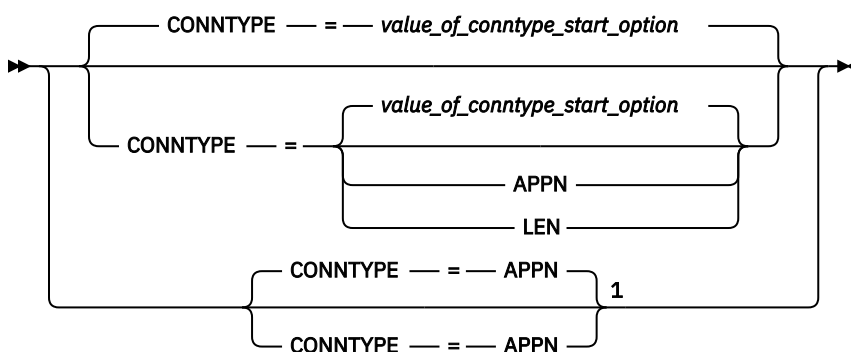 CONNTYPE = value_of_conntype_start_option
value_of_conntype_start_option
CONNTYPE =
APPN
LEN
CONNTYPE = APPN
1
CONNTYPE = APPN